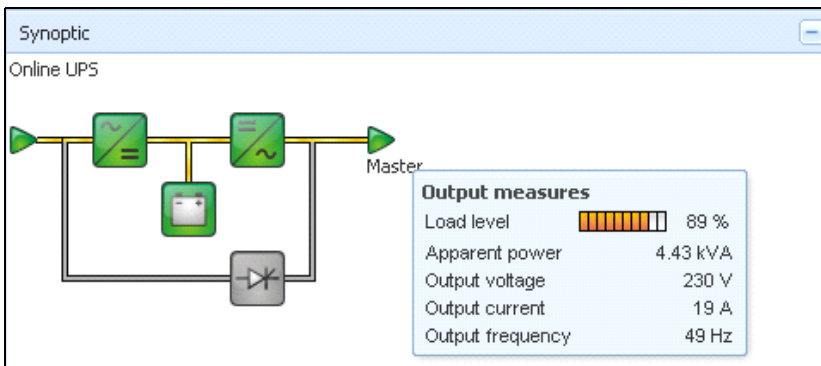 Synoptic
Online UPS
Master
Output measures
Load level 89 %
Apparent power 4.43 kVA
Output voltage 230 V
Output current 19 A
Output frequency 49 Hz